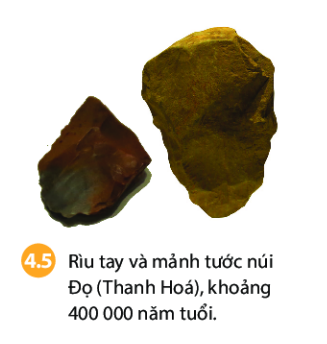 4.5 Rìu tay và mảnh tước núi
Đọ (Thanh Hoá), khoảng
400 000 năm tuổi.